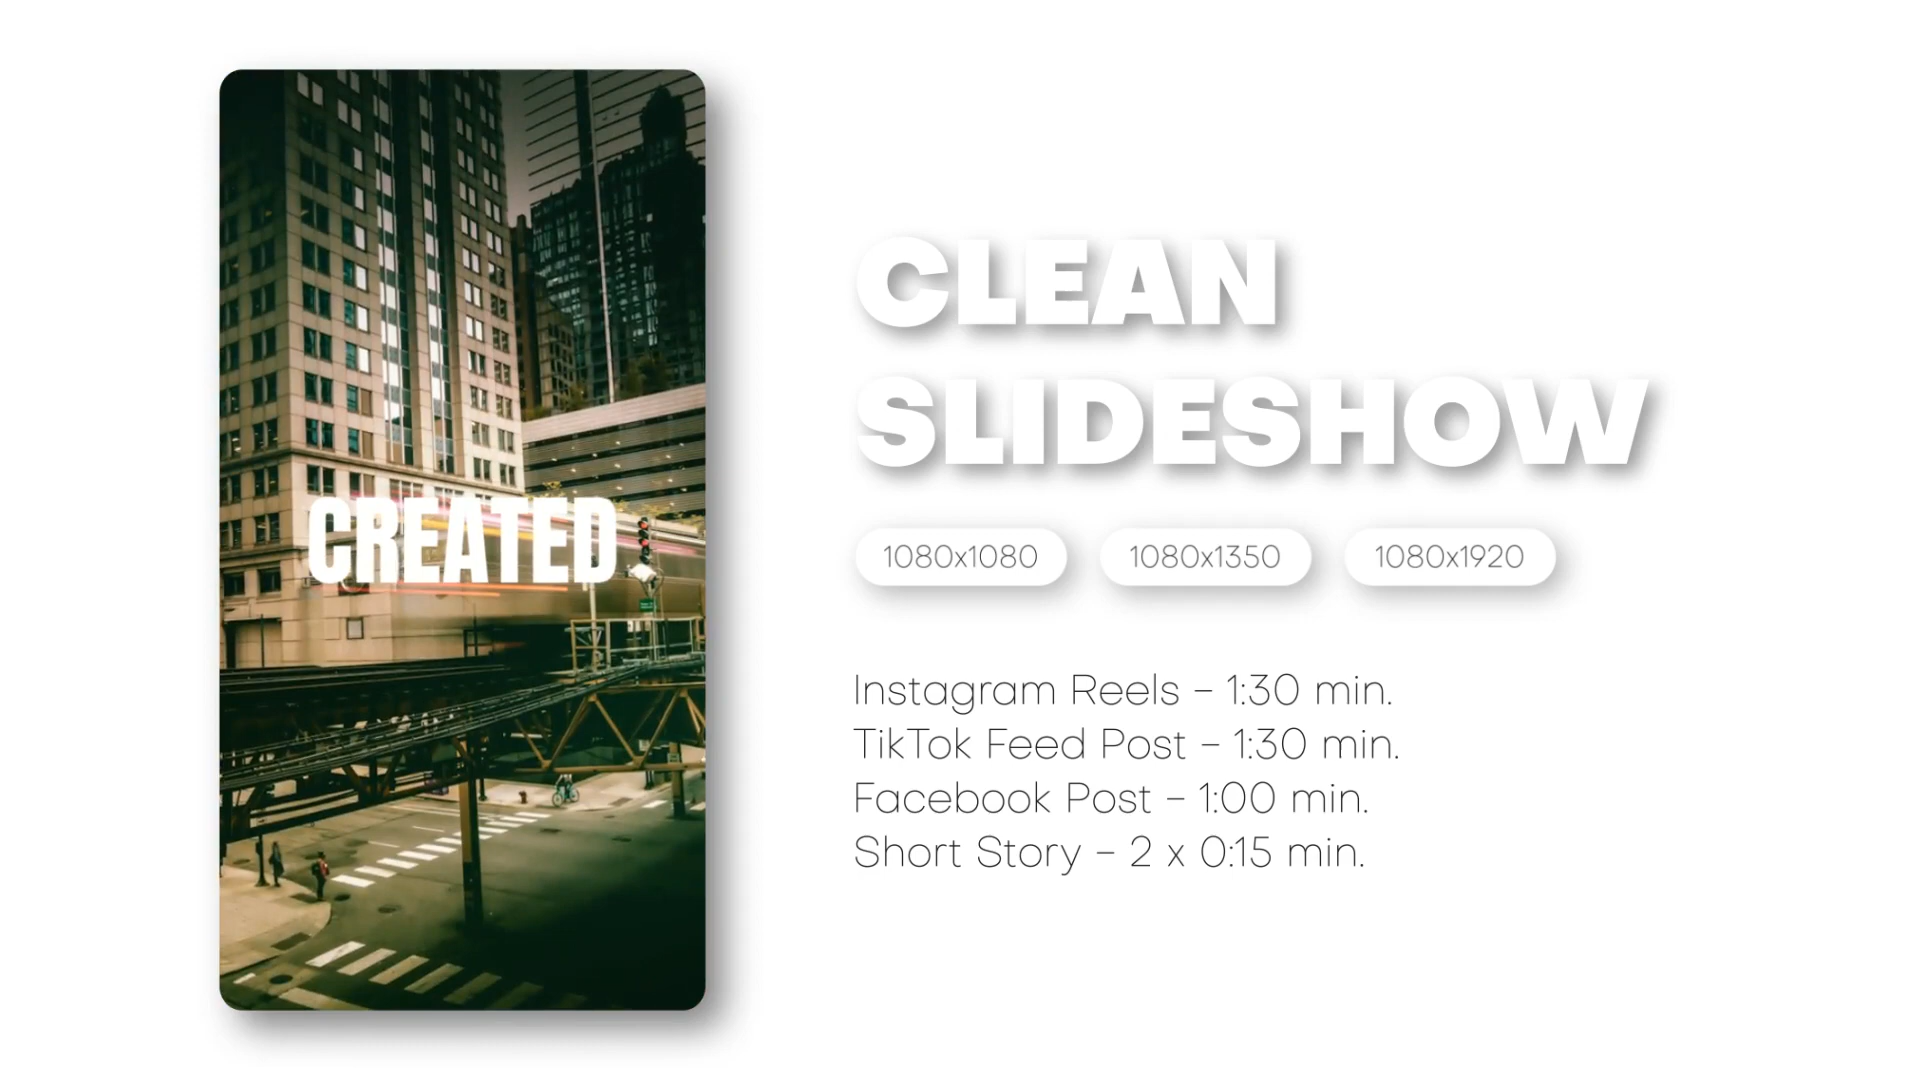 CREATED
CLEAN
SLIDESHOW
1080x1080
1080x1350
1080x1920
Instagram Reels – 1:30 min.
TikTok Feed Post – 1:30 min.
Facebook Post – 1:00 min.
Short Story – 2 x 0:15 min.